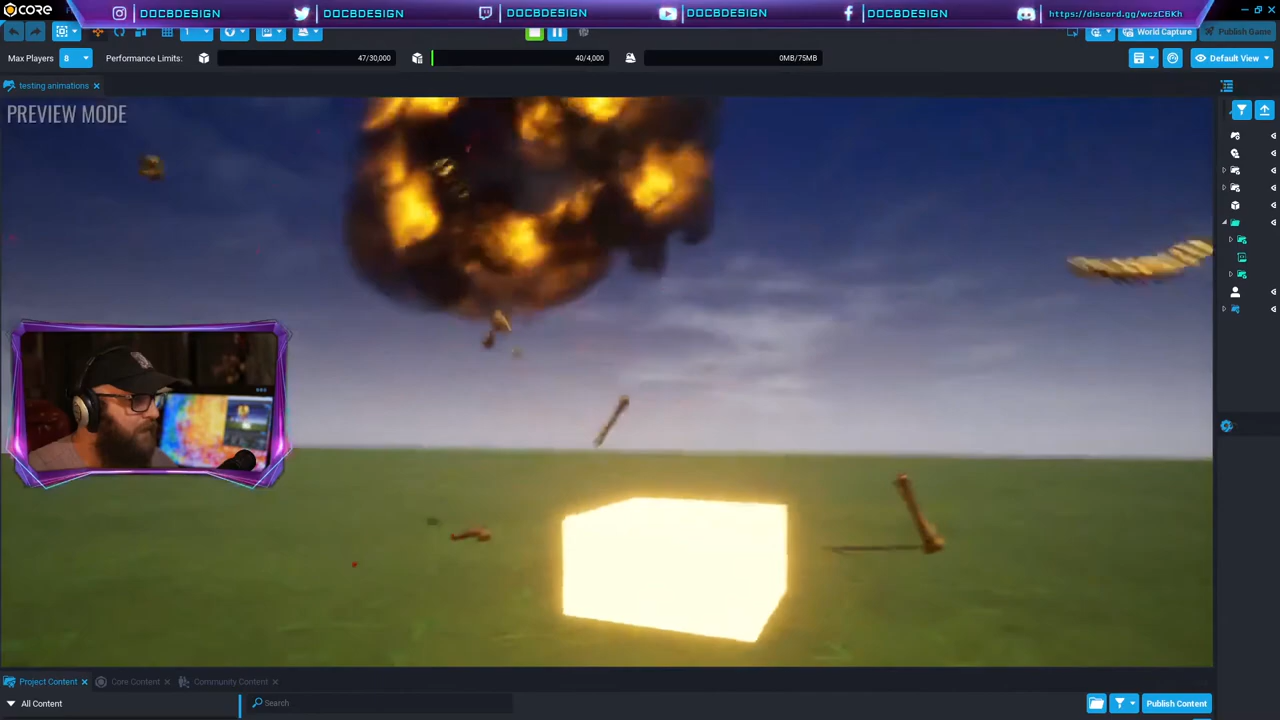 CORE
DOCBDESIGN DOCBDESIGN DOCBDESIGN DOCBDESIGN DOCBDESIGN https://discord.gg/wczC6Kh
1 World Capture Publish Game
Max Players 8 Performance Limits: 47/30,000 40/4,000 0MB/75MB Default View
testing animations
PREVIEW MODE
Project Content Core Content Community Content
All Content Search Publish Content